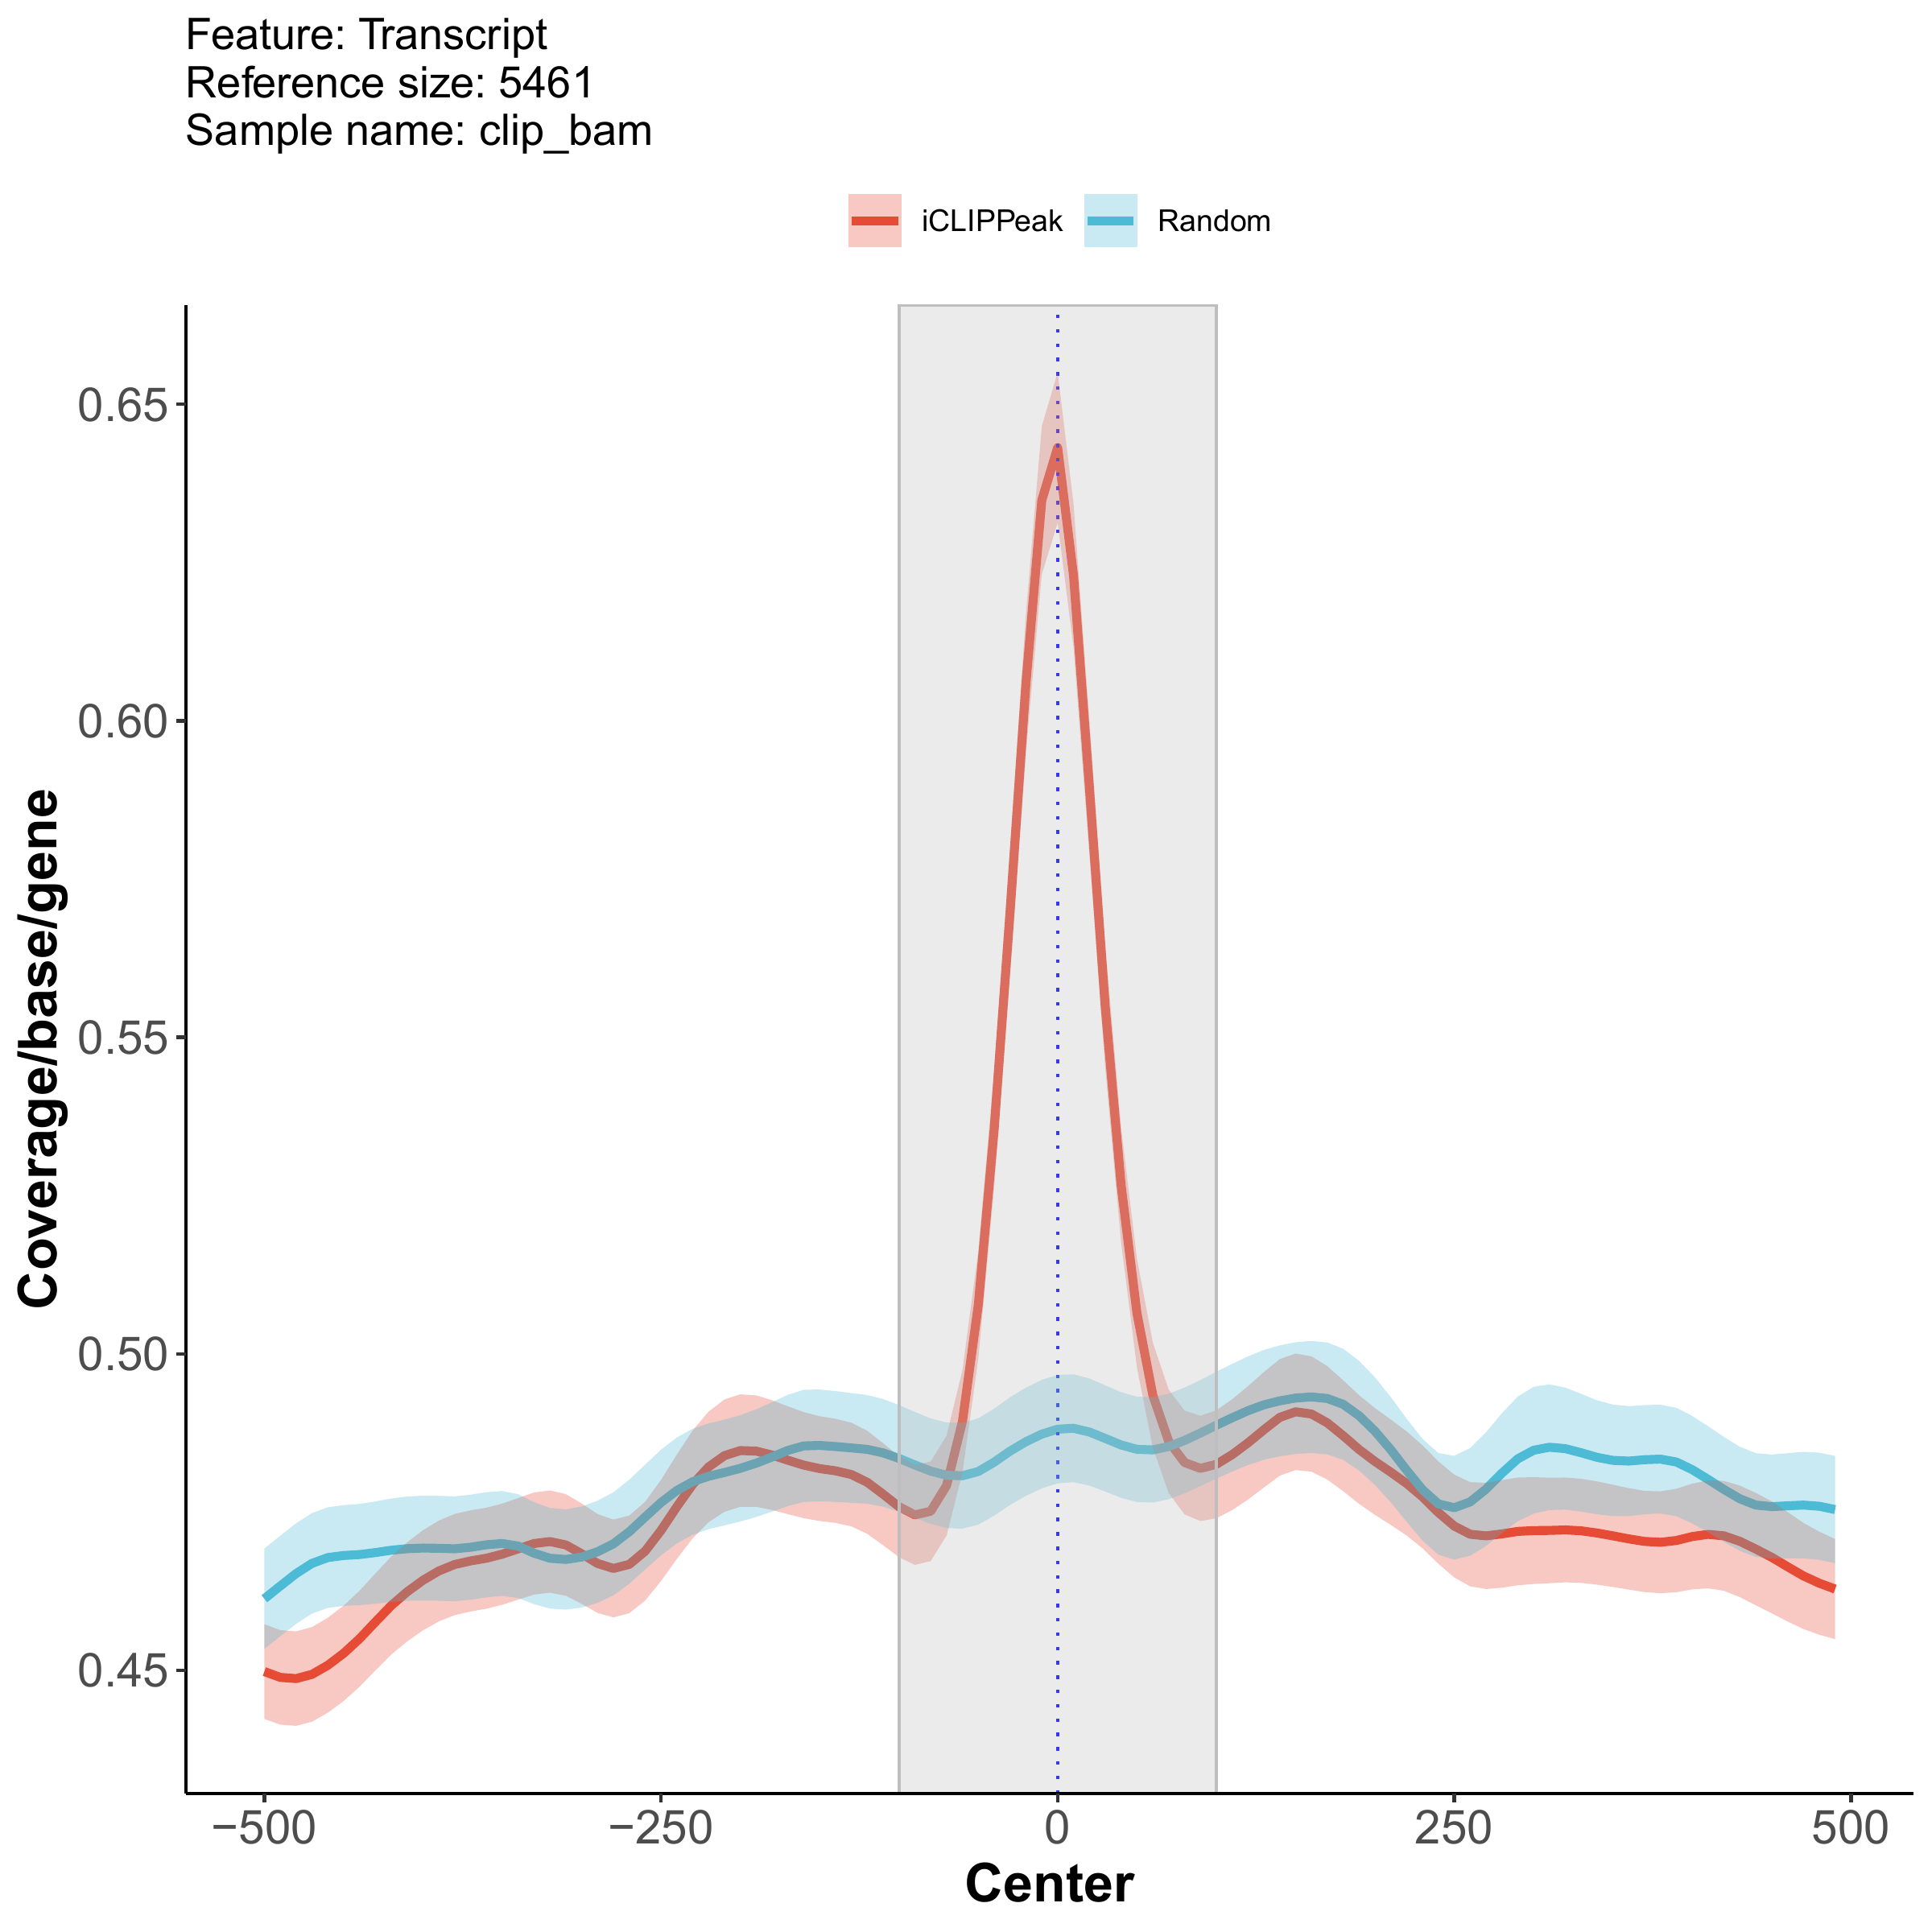 Feature: Transcript
Reference size: 5461
Sample name: clip_bam
iCLIPPeak Random
0.65
0.60
0.55
0.50
0.45
Coverage/base/gene
−500 −250 0 250 500
Center